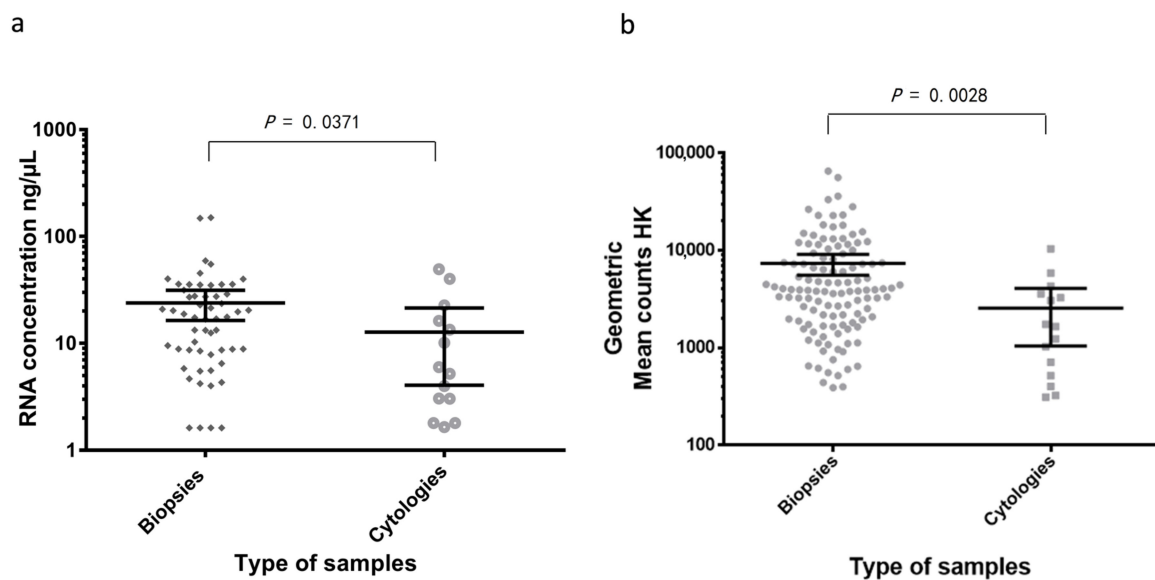 a
P = 0.0371
1000
100
10
1
RNA concentration ng/µL
Biopsies
Cytologies
Type of samples
b
P = 0.0028
100,000
10,000
1000
100
Geometric
Mean counts HK
Biopsies
Cytologies
Type of samples